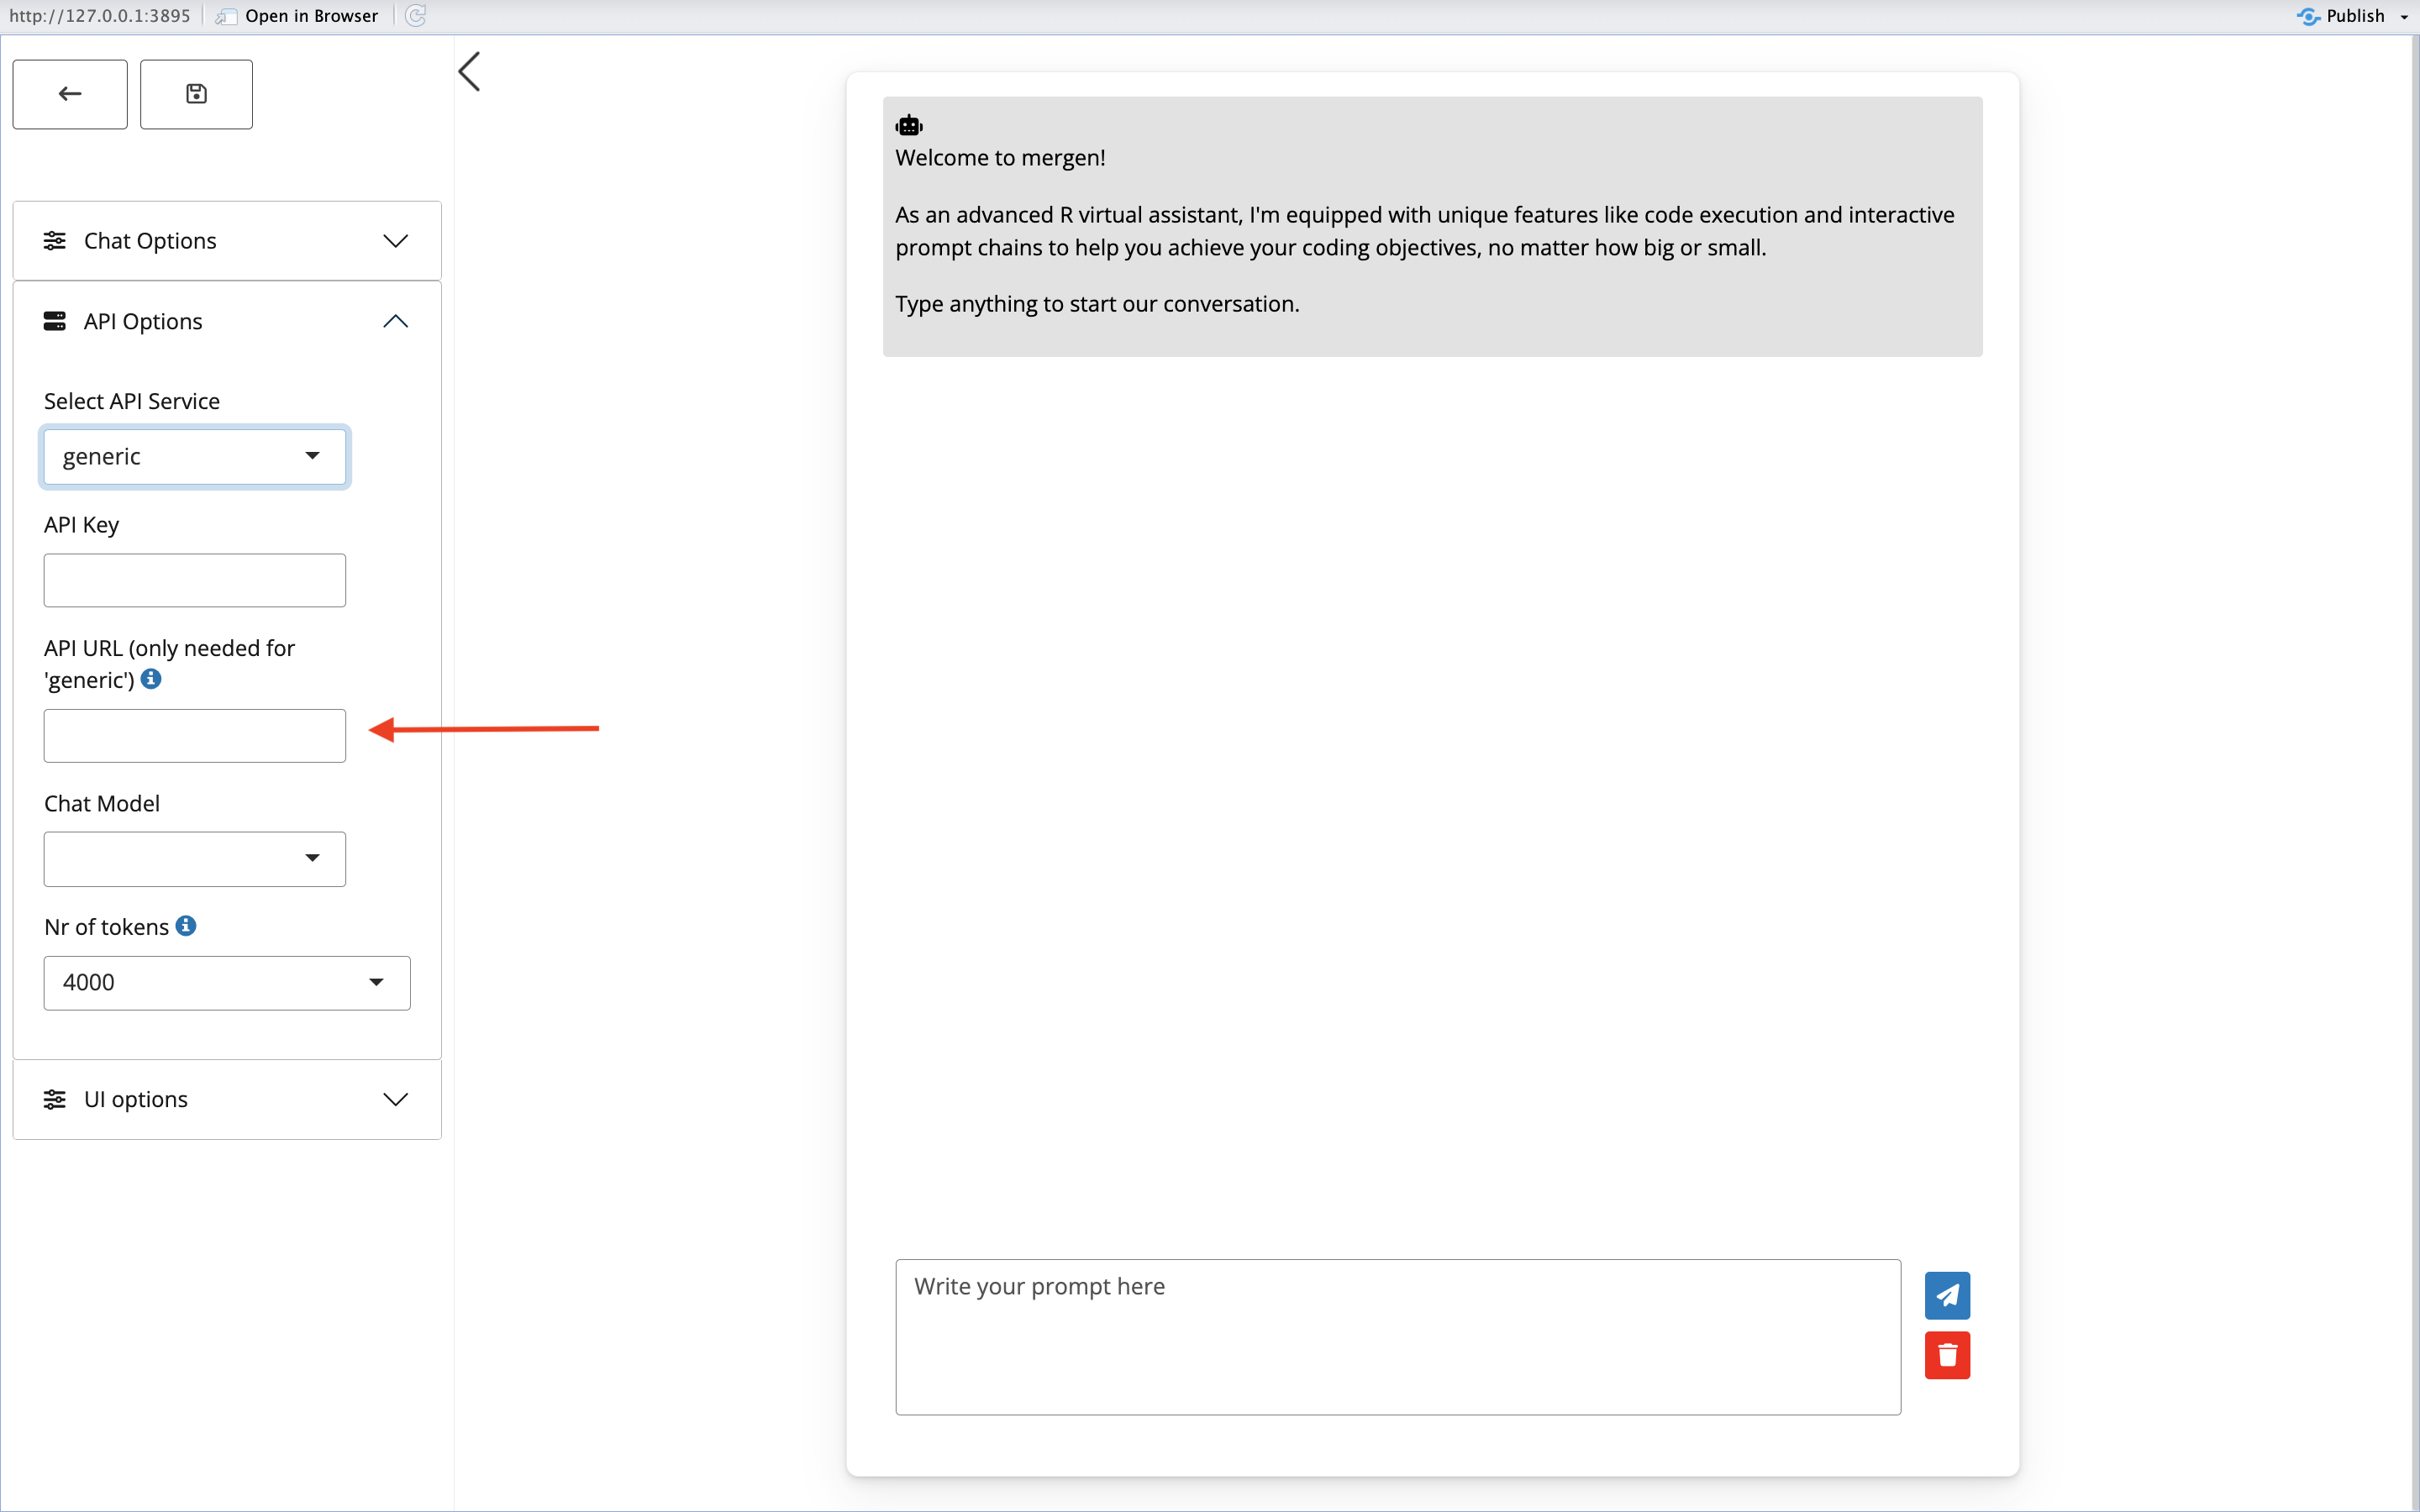 http://127.0.0.1:3895
Open in Browser
Publish
Chat Options
API Options
Select API Service
generic
API Key
API URL (only needed for
'generic')
Chat Model
Nr of tokens
4000
UI options
Welcome to mergen!
As an advanced R virtual assistant, I'm equipped with unique features like code execution and interactive
prompt chains to help you achieve your coding objectives, no matter how big or small.
Type anything to start our conversation.
Write your prompt here